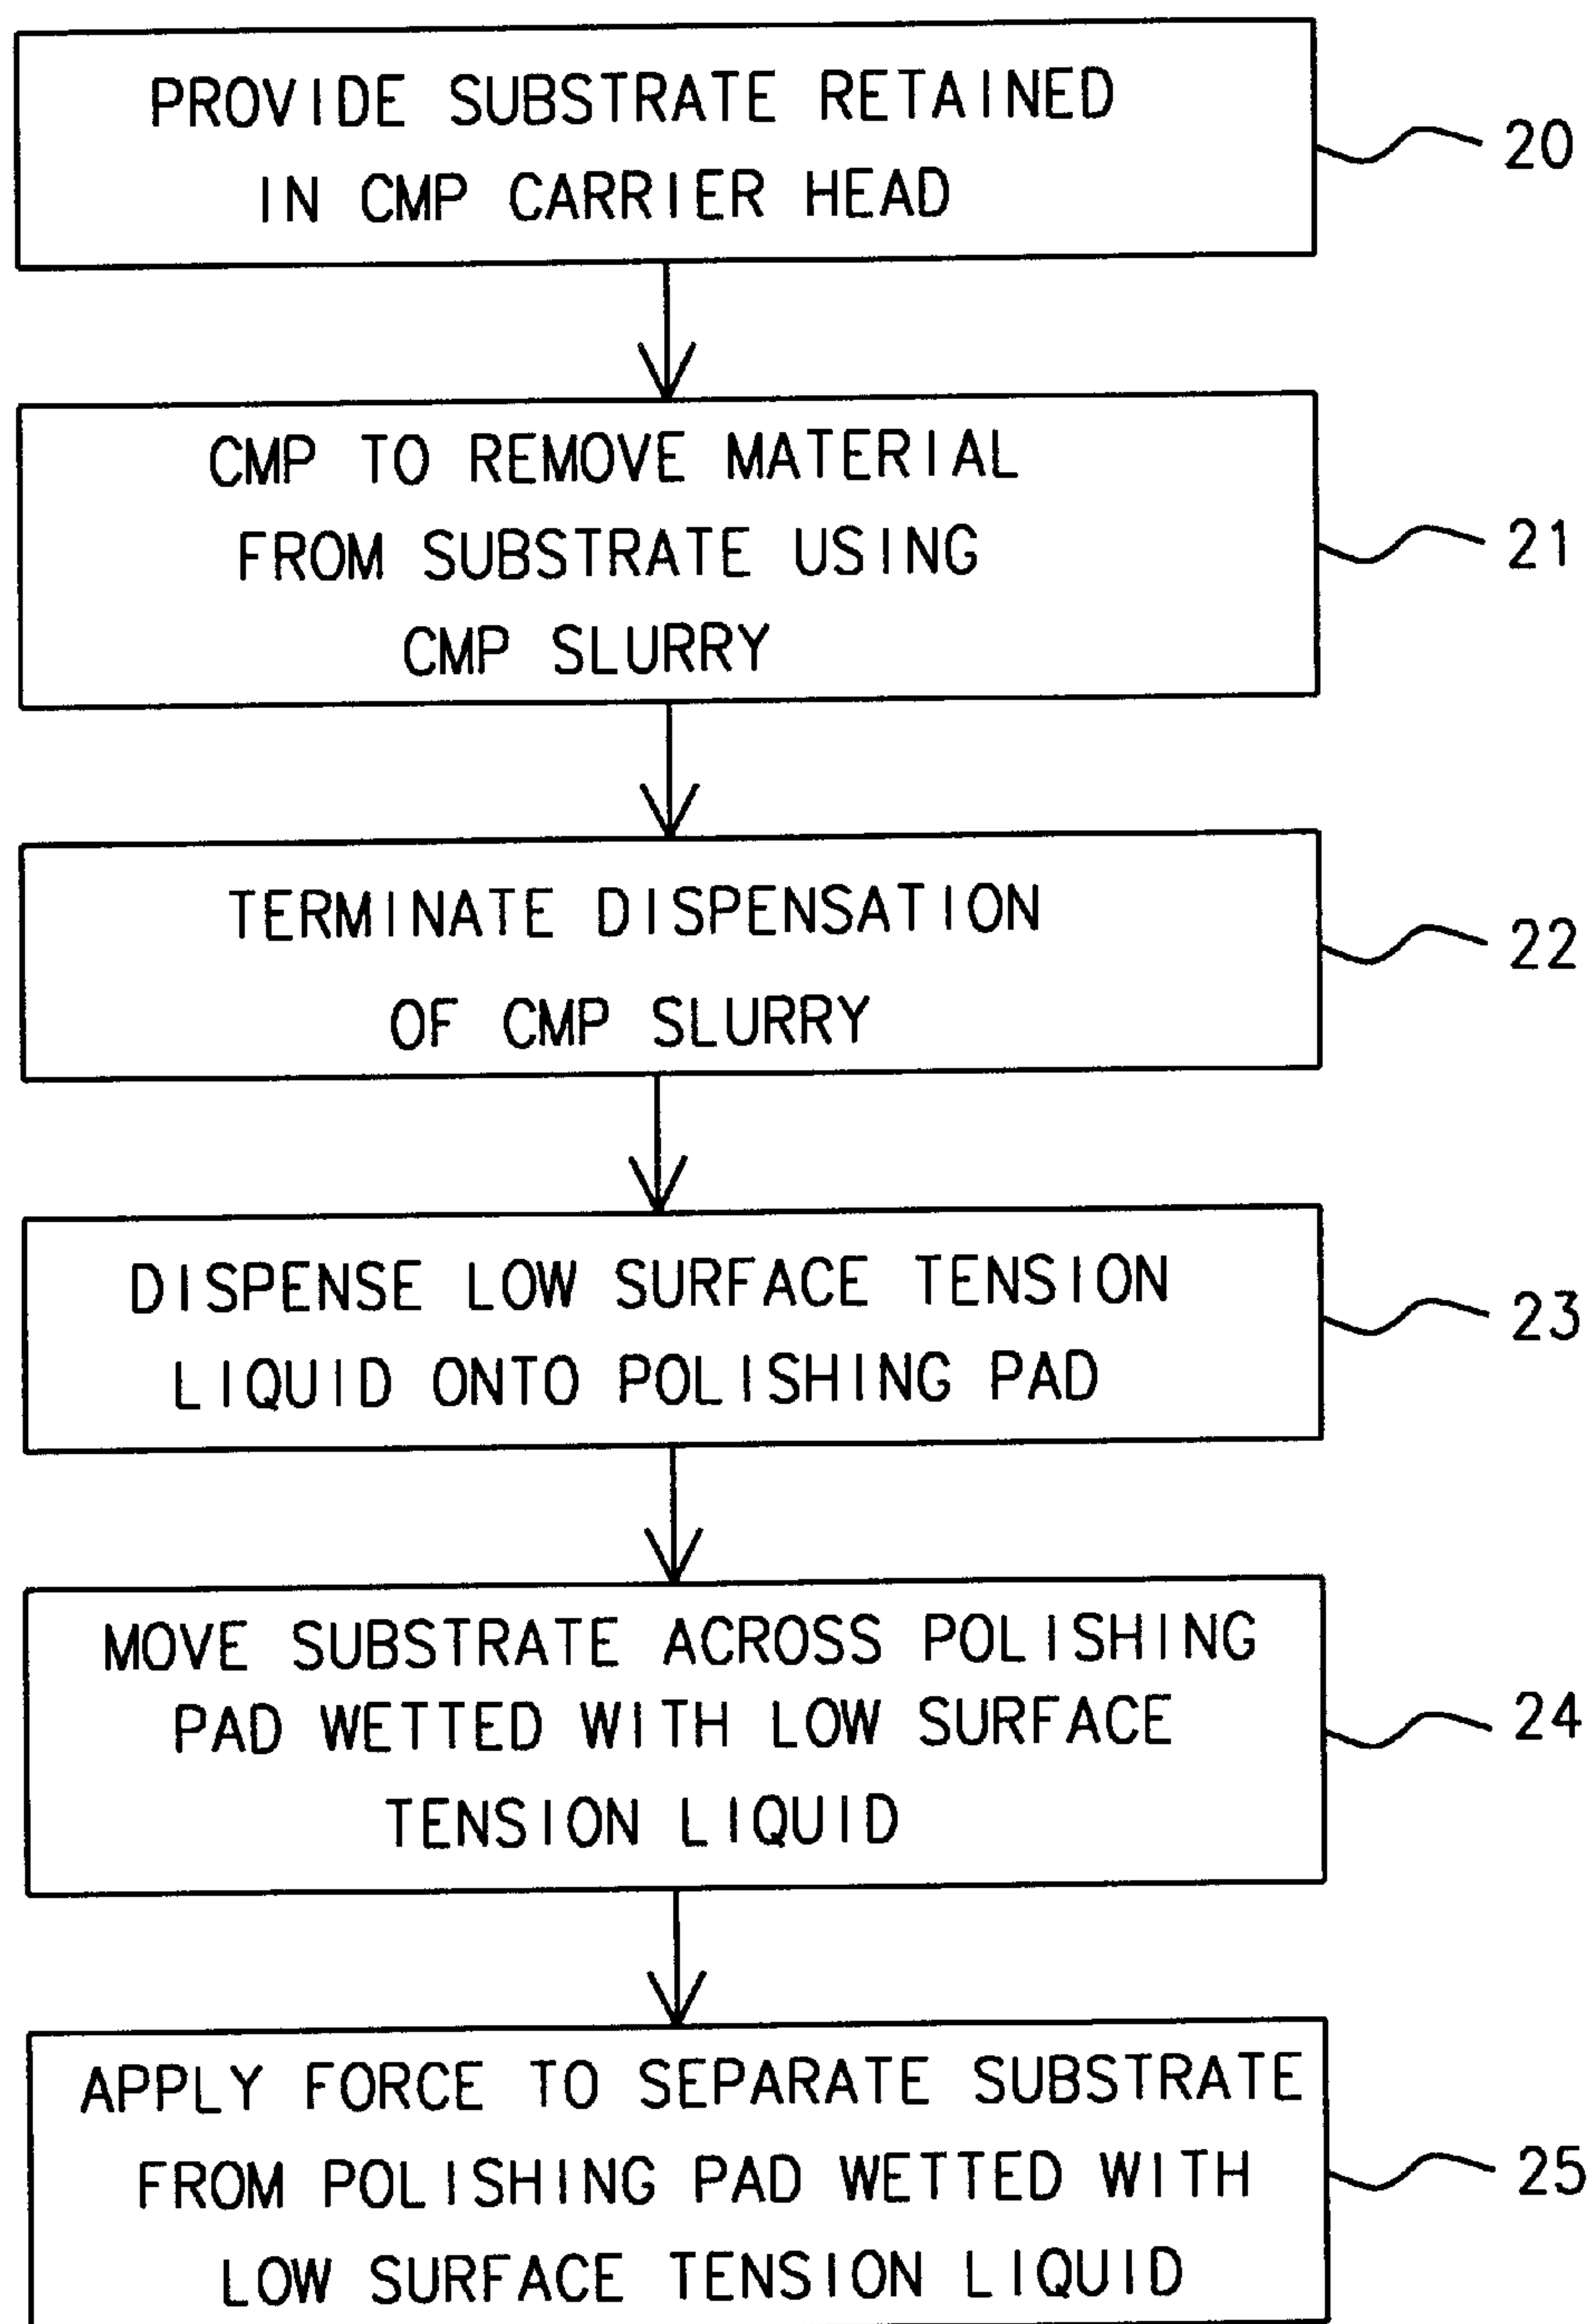 PROVIDE SUBSTRATE RETAINED
IN CMP CARRIER HEAD
20
CMP TO REMOVE MATERIAL
FROM SUBSTRATE USING
CMP SLURRY
21
TERMINATE DISPENSATION
OF CMP SLURRY
22
DISPENSE LOW SURFACE TENSION
LIQUID ONTO POLISHING PAD
23
MOVE SUBSTRATE ACROSS POLISHING
PAD WETTED WITH LOW SURFACE
TENSION LIQUID
24
APPLY FORCE TO SEPARATE SUBSTRATE
FROM POLISHING PAD WETTED WITH
LOW SURFACE TENSION LIQUID
25